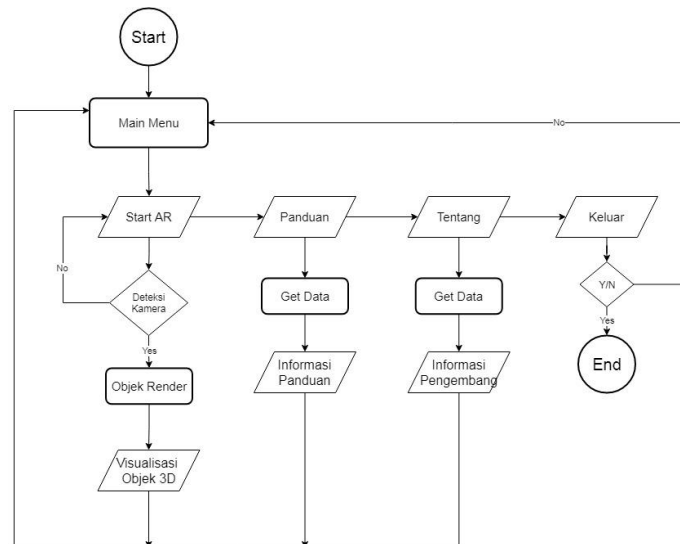 Start
Main Menu
No
Start AR
Panduan
Tentang
Keluar
No
Deteksi
Kamera
Get Data
Get Data
Y/N
Yes
Yes
Objek Render
Informasi
Panduan
Informasi
Pengembang
End
Visualisasi
Objek 3D